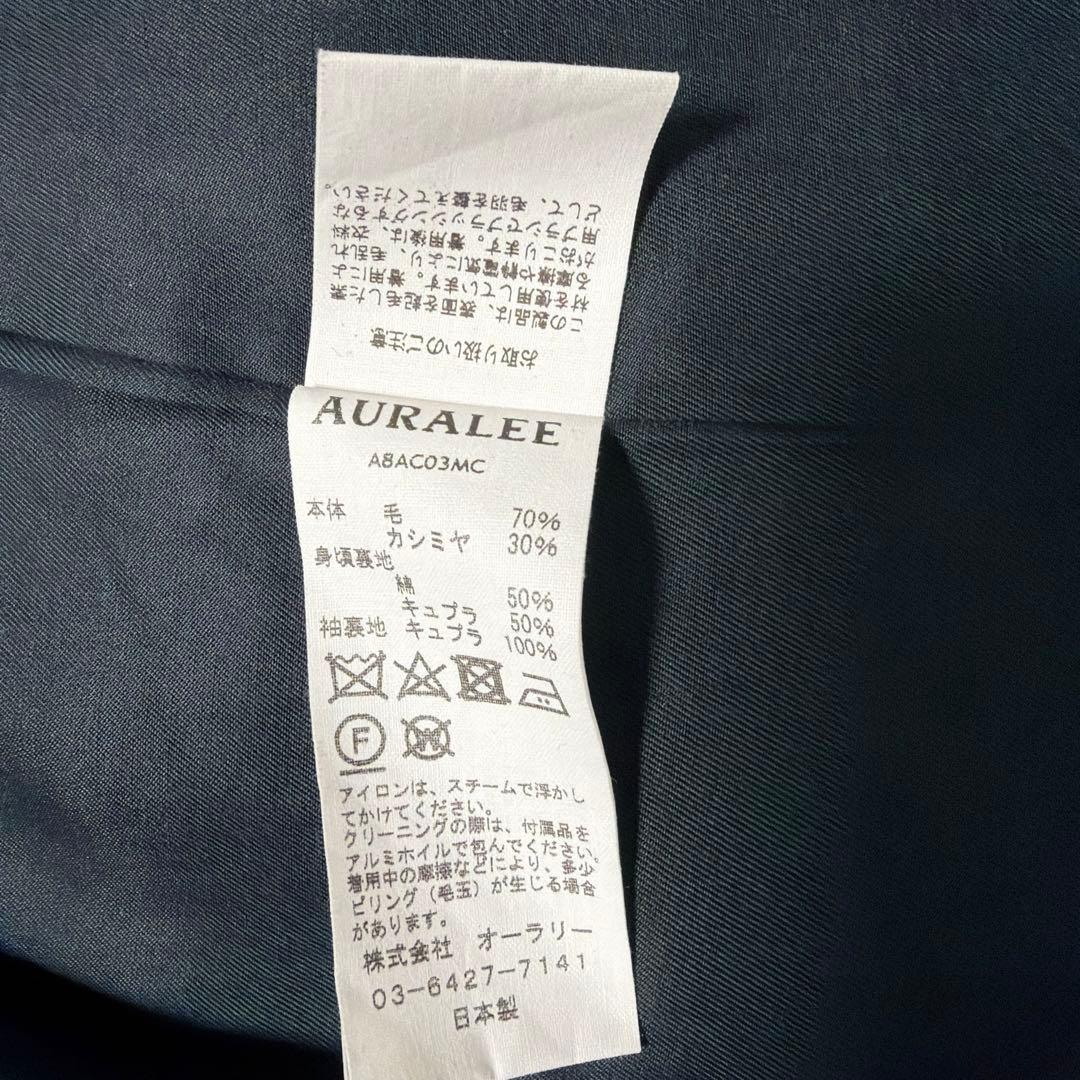 お取り扱いのご注意
この製品は、表面を起毛した素
材を使用しています。着用によ
る摩擦や静電気により、毛乱れ
がおこります。着用後は、衣料
用ブラシでブラッシングするな
どして、毛羽を整えてください。
AURALEE
A8AC03MC
本体 毛 70%
カシミヤ 30%
身頃裏地
綿 50%
キュプラ 50%
袖裏地 キュプラ 100%
F
W
アイロンは、スチームで浮かし
てかけてください。
クリーニングの際は、付属品を
アルミホイルで包んでください。
着用中の摩擦などにより、多少
ピリング（毛玉）が生じる場合
があります。
株式会社 オーラリー
03-6427-7141
日本製